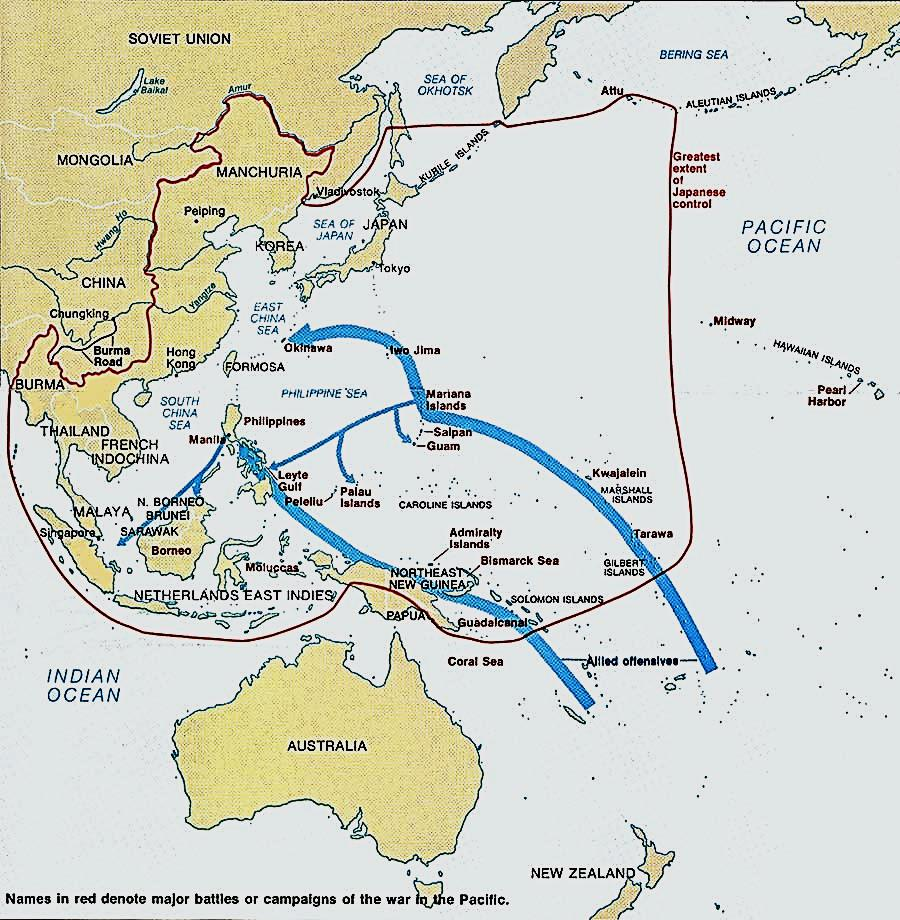 SOVIET UNION
BERING SEA
SEA OF
OKHOTSK
Lake
Baikal
Amur
Attu
ALEUTIAN ISLANDS
MONGOLIA
MANCHURIA
KURILE ISLANDS
Greatest
extent
of
Japanese
control
Vladivostok
Peiping
SEA OF
JAPAN
JAPAN
PACIFIC
OCEAN
Hwang Ho
KOREA
Tokyo
CHINA
Yangtze
Chungking
EAST
CHINA
SEA
Midway
Burma
Road
Hong
Kong
Okinawa
Iwo Jima
HAWAIIAN ISLANDS
FORMOSA
BURMA
Pearl
Harbor
PHILIPPINE SEA
SOUTH
CHINA
SEA
Mariana
Islands
Philippines
THAILAND
Manila
Saipan
Guam
FRENCH
INDOCHINA
Leyte
Gulf
Kwajalein
Peleliu
Palau
Islands
MARSHALL
ISLANDS
CAROLINE ISLANDS
N. BORNEO
BRUNEI
MALAYA
Singapore
SARAWAK
Admiralty
Islands
Tarawa
Borneo
Bismarck Sea
Moluccas
NORTHEAST
NEW GUINEA
GILBERT
ISLANDS
NETHERLANDS EAST INDIES
SOLOMON ISLANDS
PAPUA
Guadalcanal
Coral Sea
Allied offensives
INDIAN
OCEAN
AUSTRALIA
NEW ZEALAND
Names in red denote major battles or campaigns of the war in the Pacific.